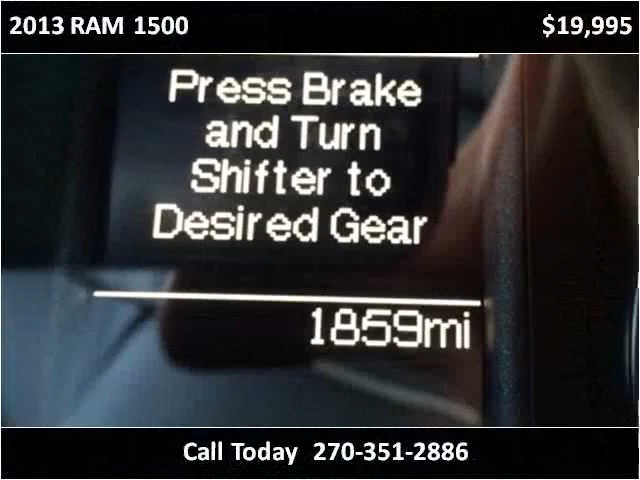 2013 RAM 1500 $19,995
Press Brake
and Turn
Shifter to
Desired Gear
1859mi
Call Today 270-351-2886